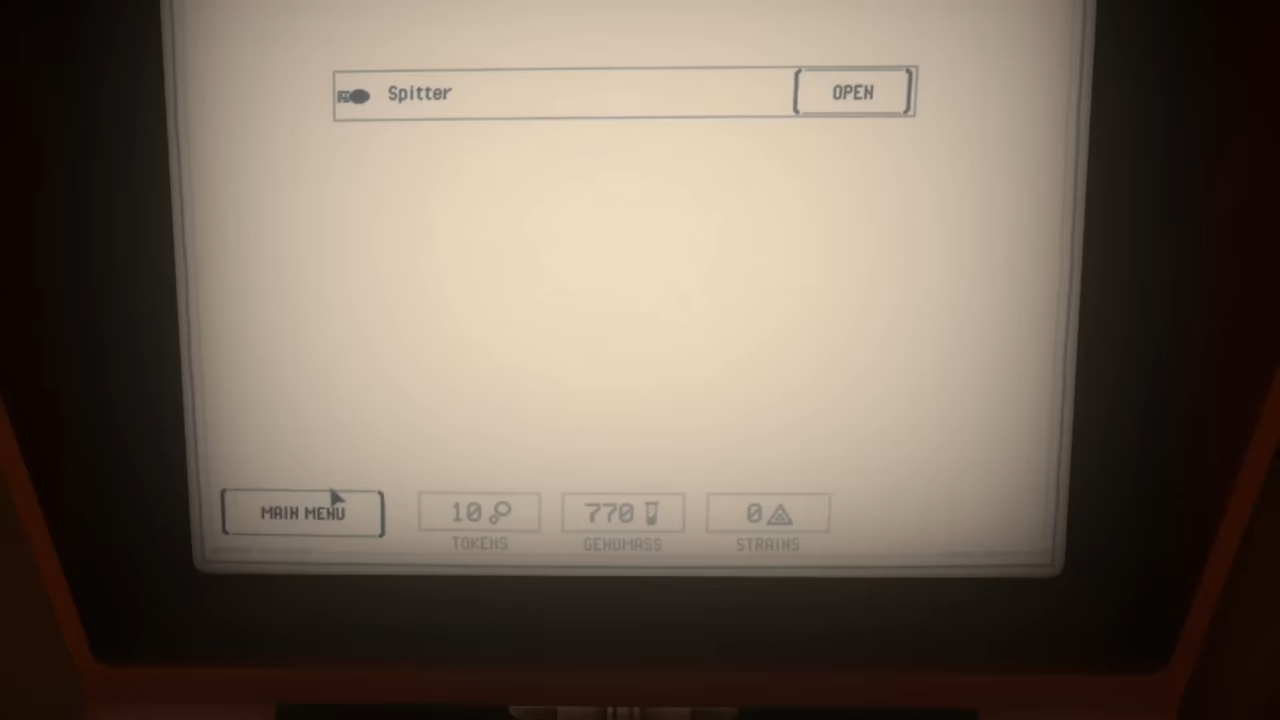 Spitter
OPEN
MAIN MENU
10
770
0
TOKENS
GENOMASS
STRAINS